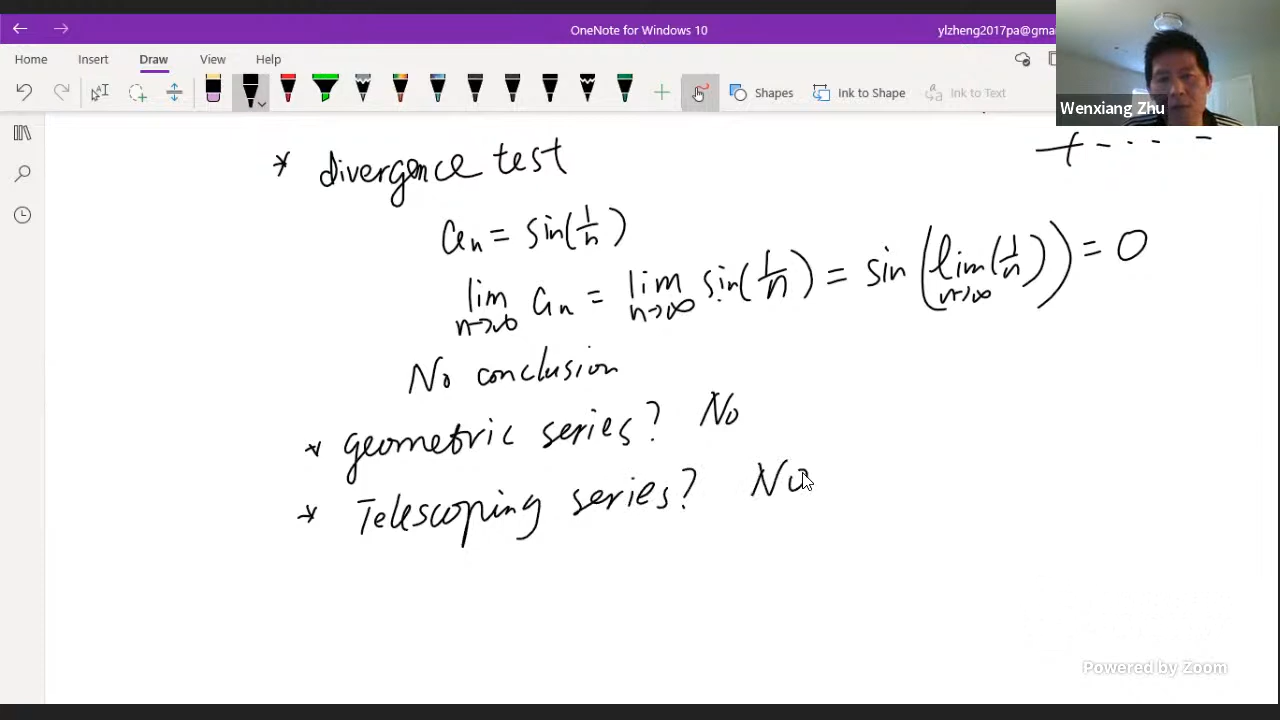 OneNote for Windows 10
ylzheng2017pa@gma
Home Insert Draw View Help
Shapes Ink to Shape Ink to Text
Wenxiang Zhu
+ - · · · -
* divergence test
an = sin(1/n)
lim n→∞ an = lim n→∞ sin(1/n) = sin(lim n→∞ (1/n)) = 0
No conclusion
* geometric series? No
* Telescoping series? No
Powered by Zoom